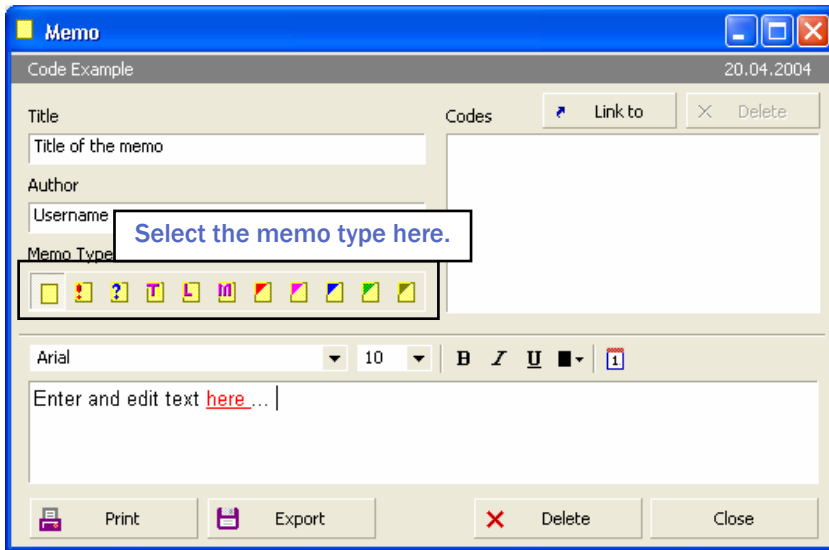 Memo
Code Example 20.04.2004
Title
Codes Link to Delete
Title of the memo
Author
Username
Select the memo type here.
Memo Type
! ? T L M
Arial 10 B I U 1
Enter and edit text here ...
Print Export Delete Close